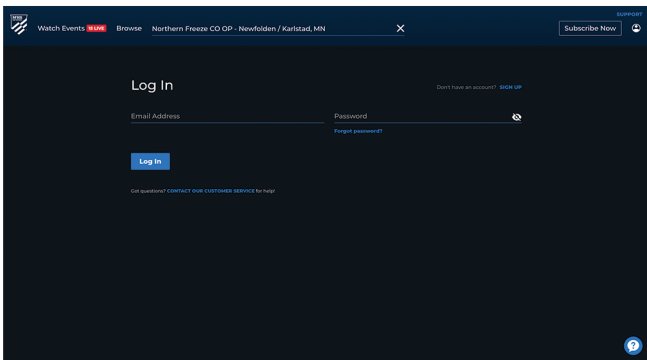 SUPPORT
Watch Events 11 LIVE Browse Northern Freeze CO OP - Newfolden / Karlstad, MN Subscribe Now
Log In
Don't have an account? SIGN UP
Email Address Password
Forgot password?
Log In
Got questions? CONTACT OUR CUSTOMER SERVICE for help!